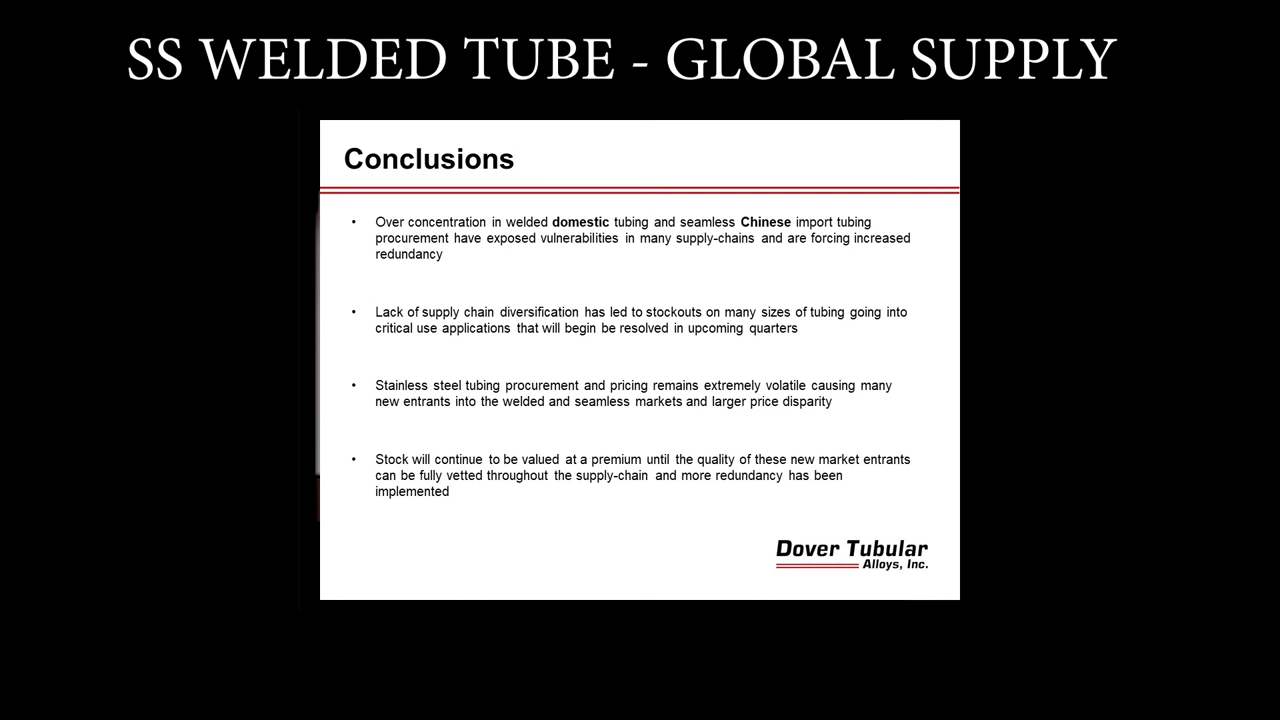 SS WELDED TUBE - GLOBAL SUPPLY
Conclusions
• Over concentration in welded domestic tubing and seamless Chinese import tubing
procurement have exposed vulnerabilities in many supply-chains and are forcing increased
redundancy
• Lack of supply chain diversification has led to stockouts on many sizes of tubing going into
critical use applications that will begin be resolved in upcoming quarters
• Stainless steel tubing procurement and pricing remains extremely volatile causing many
new entrants into the welded and seamless markets and larger price disparity
• Stock will continue to be valued at a premium until the quality of these new market entrants
can be fully vetted throughout the supply-chain and more redundancy has been
implemented
Dover Tubular
Alloys, Inc.